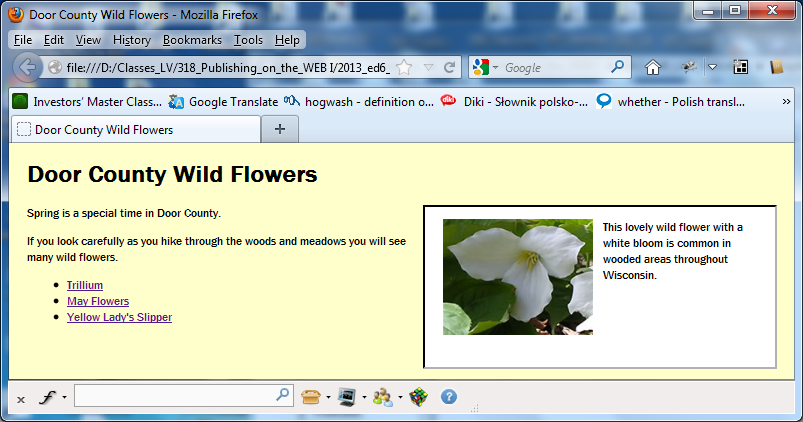 Door County Wild Flowers - Mozilla Firefox
File Edit View History Bookmarks Tools Help
file:///D:/Classes_LV/318_Publishing_on_the_WEB I/2013_ed6_
Google
Investors' Master Class... Google Translate hogwash - definition o... Diki - Słownik polsko-... whether - Polish transl... »
Door County Wild Flowers
Door County Wild Flowers
Spring is a special time in Door County.
If you look carefully as you hike through the woods and meadows you will see
many wild flowers.
• Trillium
• May Flowers
• Yellow Lady's Slipper
This lovely wild flower with a
white bloom is common in
wooded areas throughout
Wisconsin.